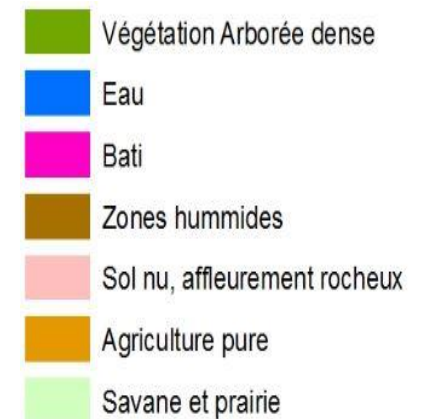 Végétation Arborée dense
Eau
Bati
Zones hummides
Sol nu, affleurement rocheux
Agriculture pure
Savane et prairie